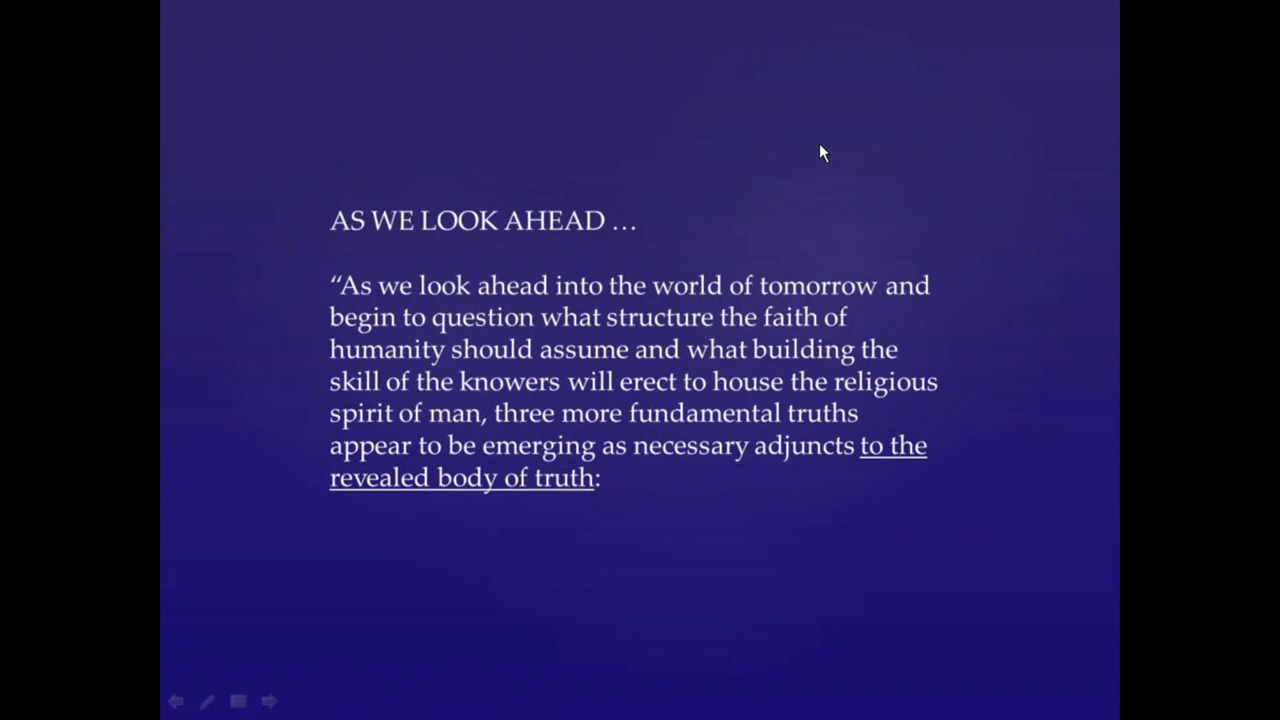 AS WE LOOK AHEAD …
“As we look ahead into the world of tomorrow and
begin to question what structure the faith of
humanity should assume and what building the
skill of the knowers will erect to house the religious
spirit of man, three more fundamental truths
appear to be emerging as necessary adjuncts to the
revealed body of truth: